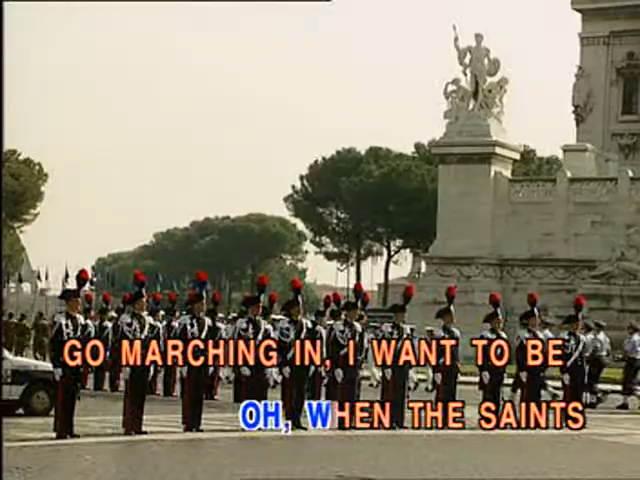 GO MARCHING IN, I WANT TO BE
OH, WHEN THE SAINTS